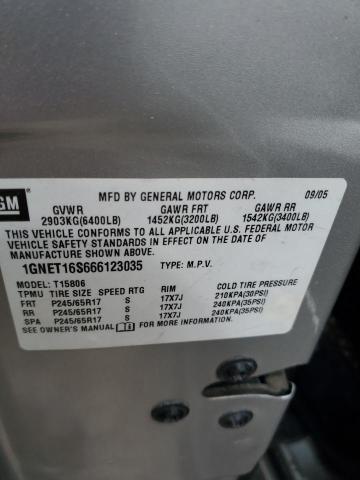 GM
MFD BY GENERAL MOTORS CORP. 09/05
GVWR GAWR FRT GAWR RR
2903KG(6400LB) 1452KG(3200LB) 1542KG(3400LB)
THIS VEHICLE CONFORMS TO ALL APPLICABLE U.S. FEDERAL MOTOR
VEHICLE SAFETY STANDARDS IN EFFECT ON THE DATE OF
MANUFACTURE SHOWN ABOVE.
1GNET16S666123035 TYPE: M.P.V.
MODEL: T15806
TPMU TIRE SIZE SPEED RTG RIM COLD TIRE PRESSURE
FRT P245/65R17 S 17X7J 210KPA(30PSI)
RR P245/65R17 S 17X7J 240KPA(35PSI)
SPA P245/65R17 S 17X7J 240KPA(35PSI)
SEE OWNER'S MANUAL FOR MORE INFORMATION.